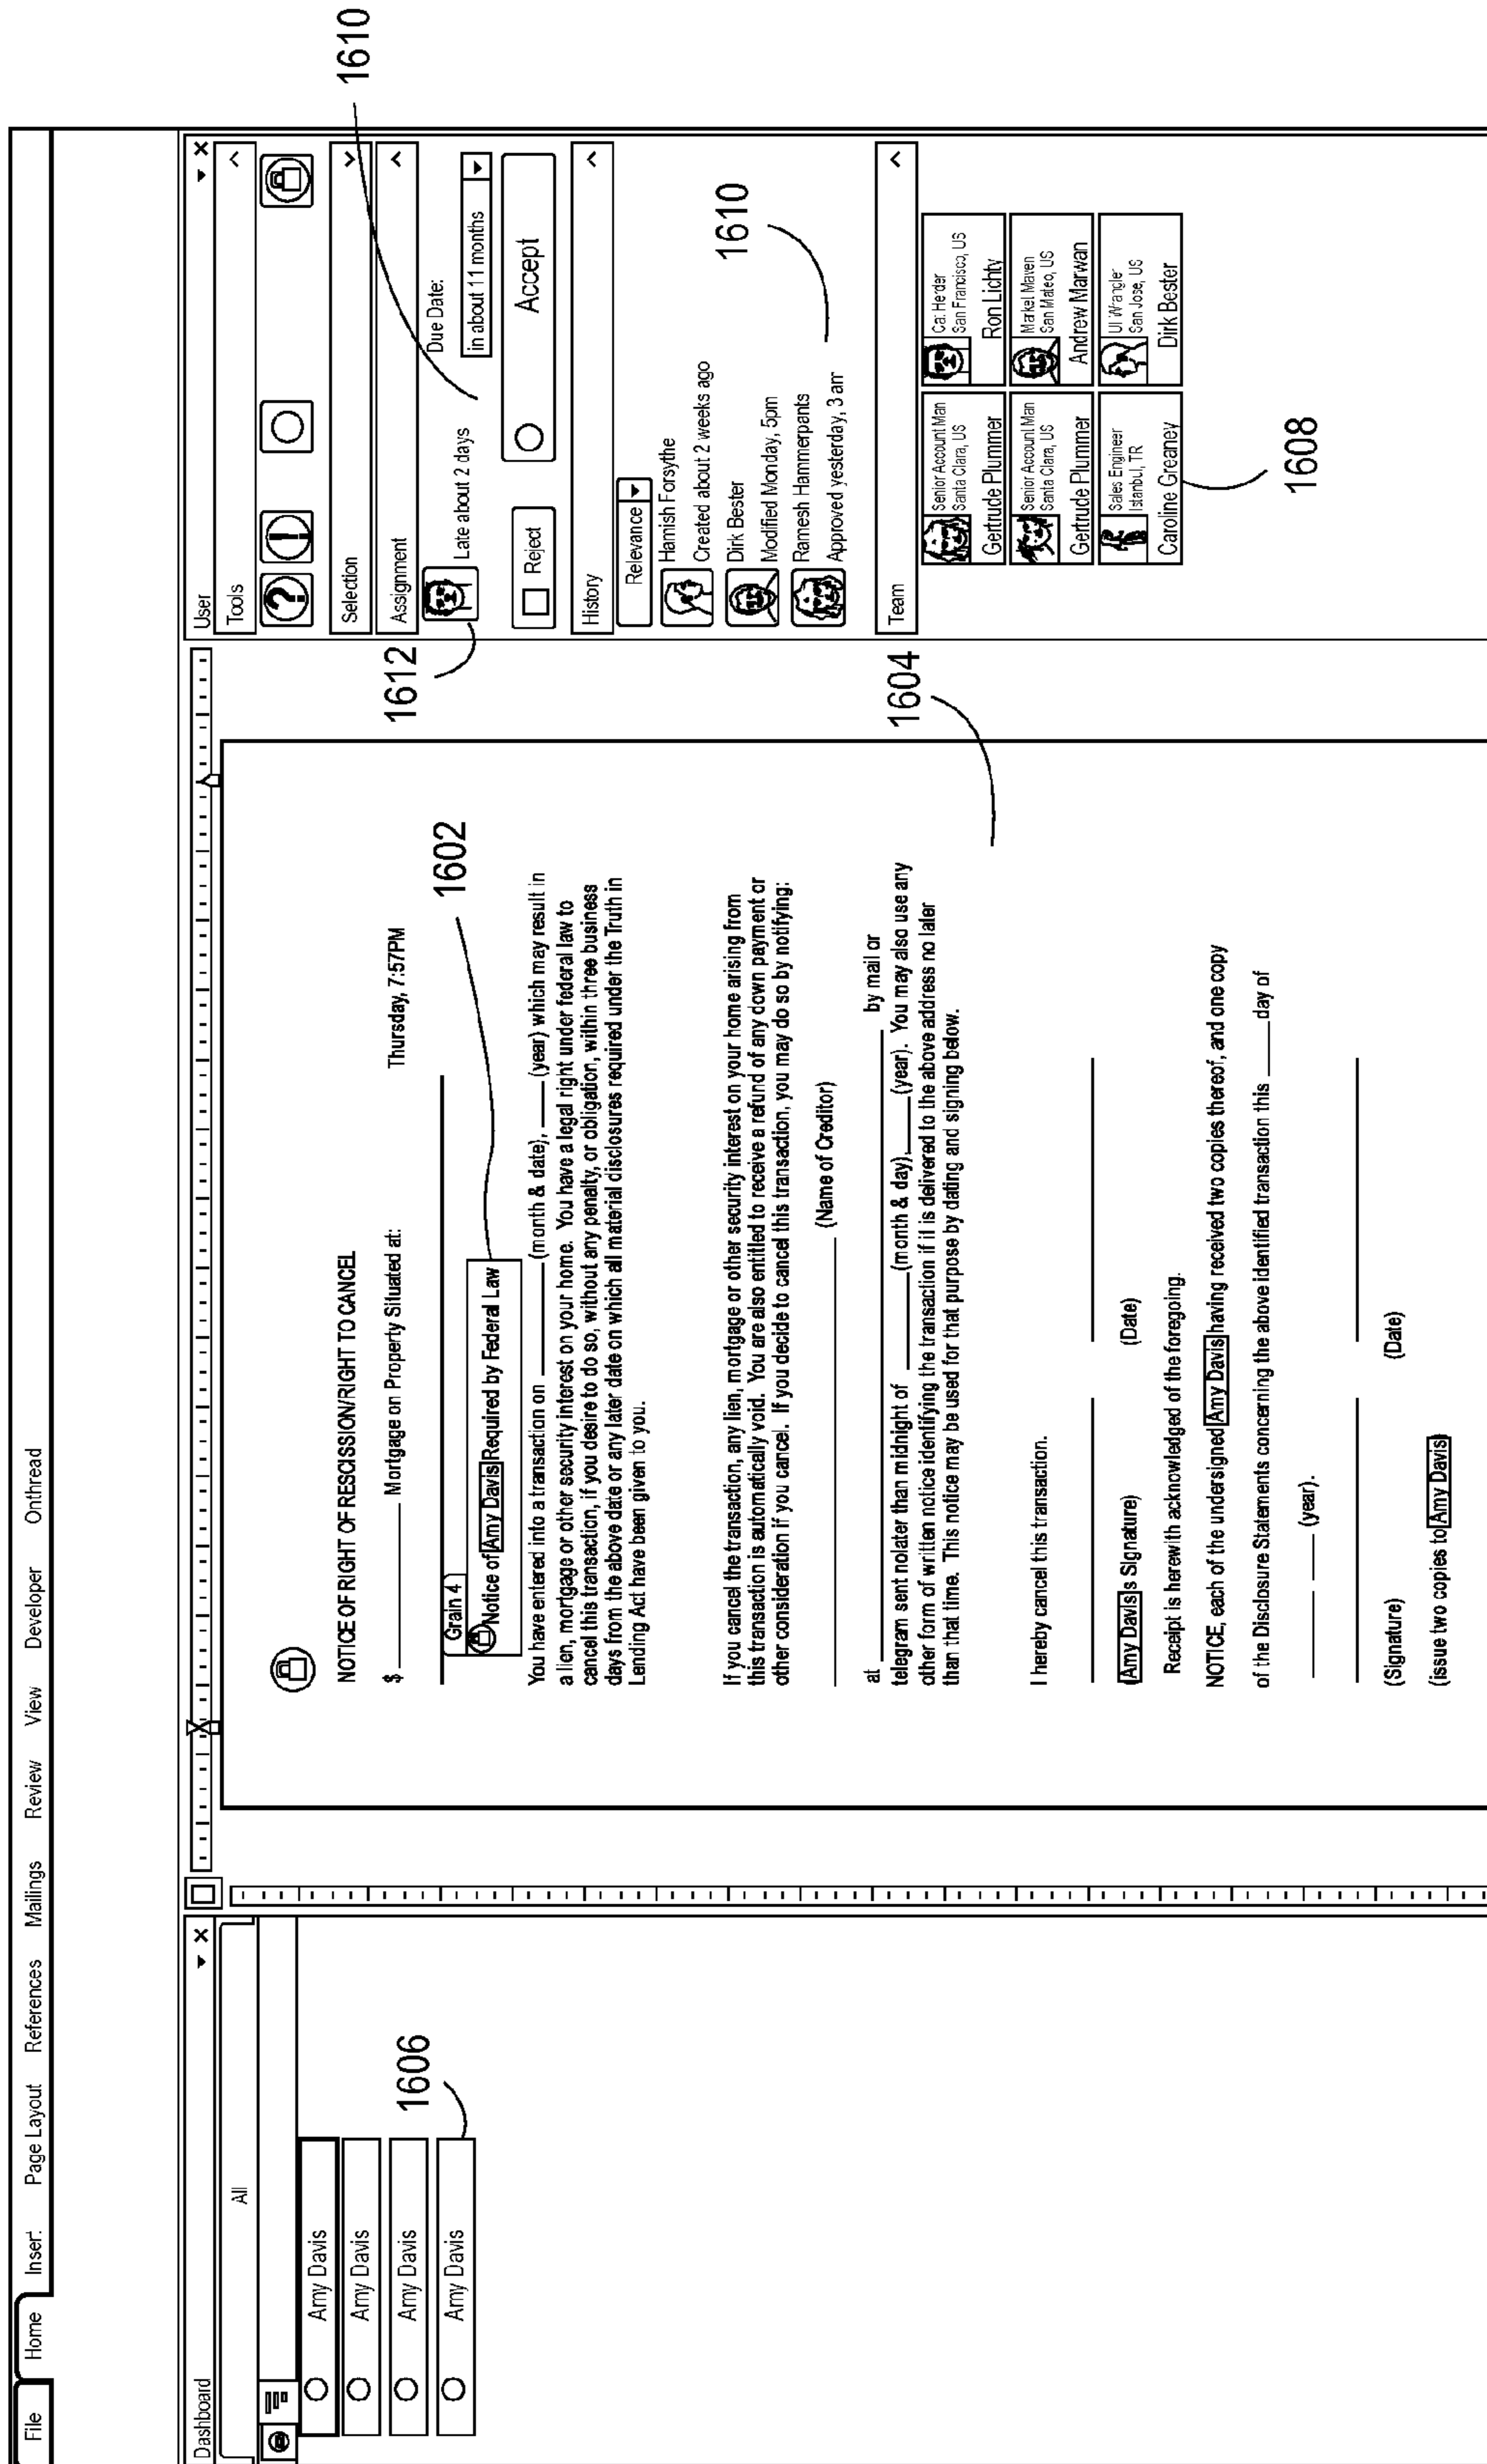 File Home Insert Page Layout References Mailings Review View Developer Onthread
Dashboard
All
Amy Davis
Amy Davis
Amy Davis
Amy Davis
1606
NOTICE OF RIGHT OF RESCISSION/RIGHT TO CANCEL
$ Mortgage on Property Situated at: Thursday, 7:57PM
Grain 4
1602
Notice of Amy Davis Required by Federal Law
You have entered into a transaction on (month & date), (year) which may result in
a lien, mortgage or other security interest on your home. You have a legal right under federal law to
cancel this transaction, if you desire to do so, without any penalty, or obligation, within three business
days from the above date or any later date on which all material disclosures required under the Truth in
Lending Act have been given to you.
If you cancel the transaction, any lien, mortgage or other security interest on your home arising from
this transaction is automatically void. You are also entitled to receive a refund of any down payment or
other consideration if you cancel. If you decide to cancel this transaction, you may do so by notifying:
(Name of Creditor)
at by mail or
telegram sent nolater than midnight of (month & day), (year). You may also use any
other form of written notice identifying the transaction if it is delivered to the above address no later
than that time. This notice may be used for that purpose by dating and signing below.
1604
I hereby cancel this transaction.
(Amy Davis)s Signature) (Date)
Receipt is herewith acknowledged of the foregoing.
NOTICE, each of the undersigned Amy Davis having received two copies thereof, and one copy
of the Disclosure Statements concerning the above identified transaction this day of
(year).
(Signature) (Date)
(issue two copies to Amy Davis)
User
Tools
?
!
Selection
Assignment
1610
1612
Late about 2 days
Due Date:
in about 11 months
Reject
Accept
History
Relevance
Hamish Forsythe
Created about 2 weeks ago
Dirk Bester
Modified Monday, 5pm
Ramesh Hammerpants
Approved yesterday, 3 am
1610
Team
Senior Account Man
Santa Clara, US
Gertrude Plummer
Cat Herder
San Francisco, US
Ron Lichty
Senior Account Man
Santa Clara, US
Gertrude Plummer
Market Maven
San Mateo, US
Andrew Marwan
Sales Engineer
Istanbul, TR
Caroline Greaney
UI Wrangler
San Jose, US
Dirk Bester
1608